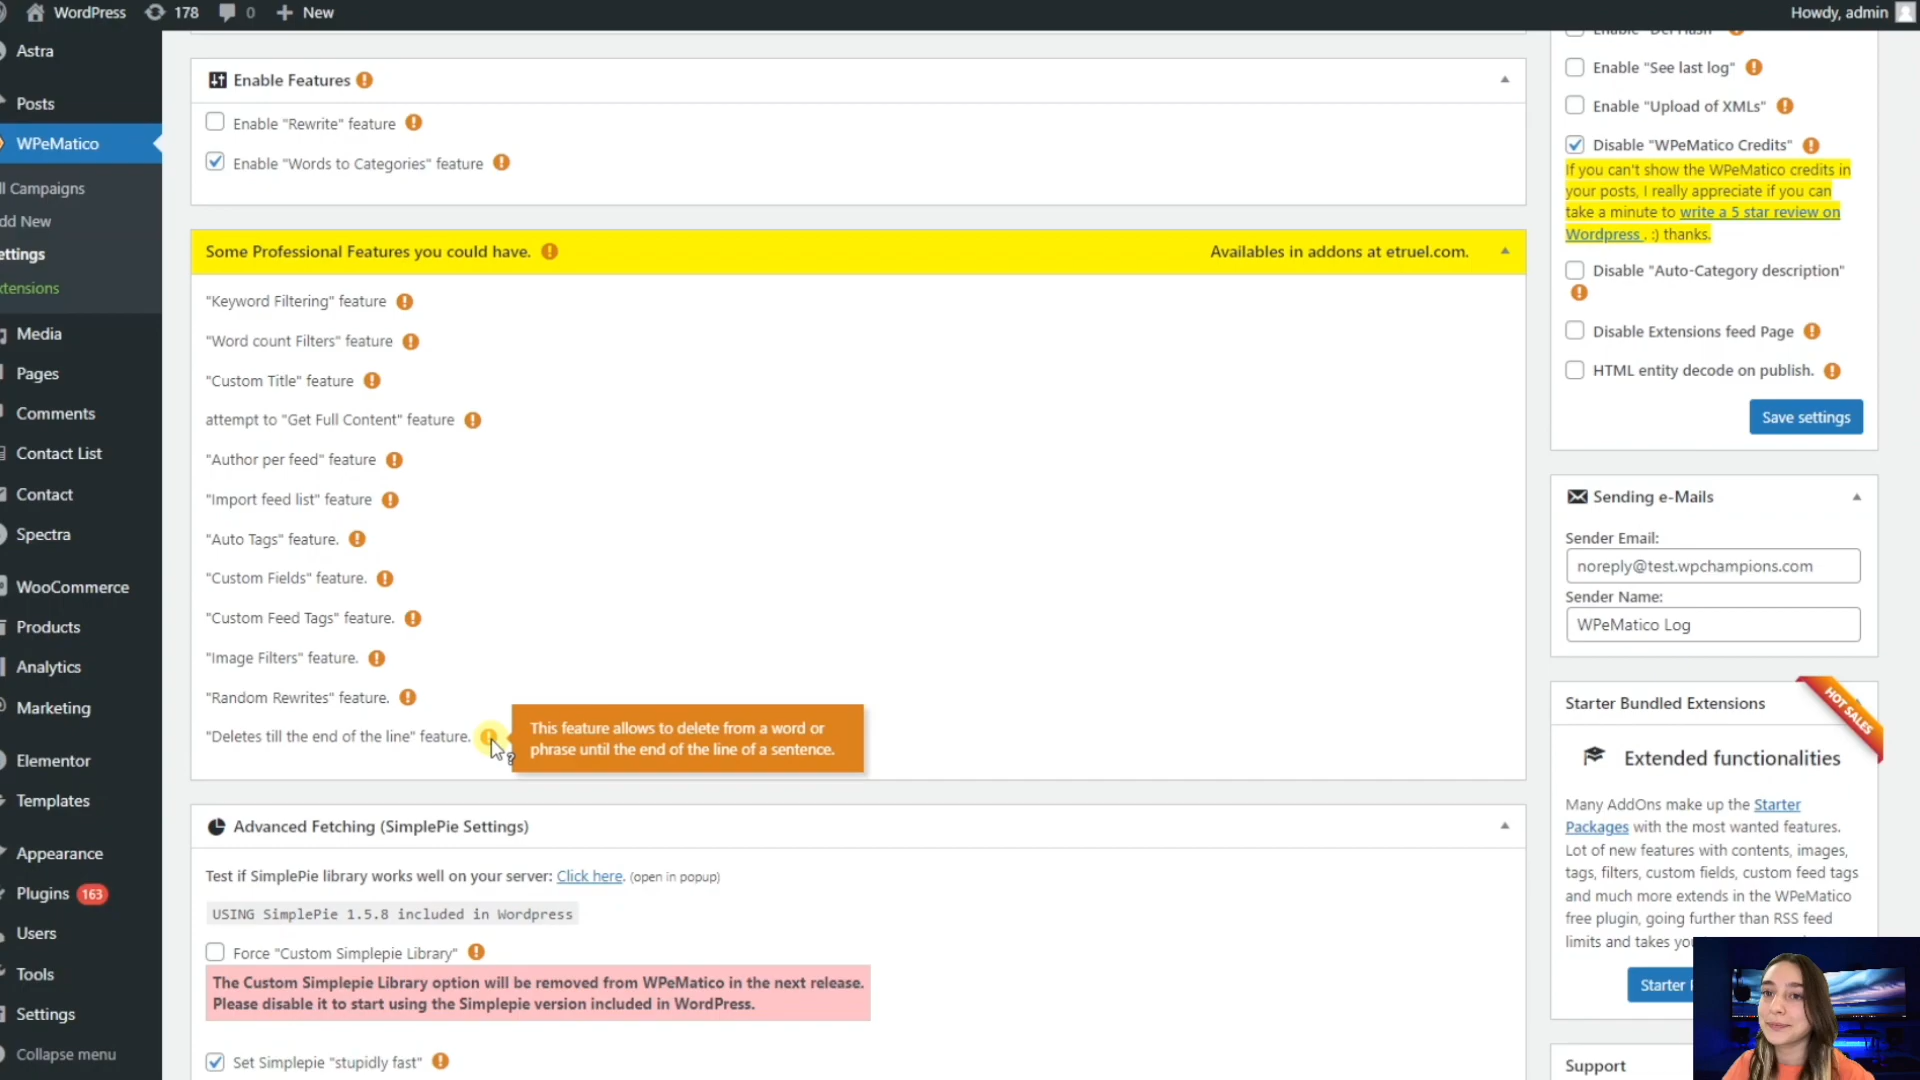 WordPress 178 0 New
Howdy, admin
Astra
Posts
WPeMatico
Campaigns
dd New
ettings
tensions
Media
Pages
Comments
Contact List
Contact
Spectra
WooCommerce
Products
Analytics
Marketing
Elementor
Templates
Appearance
Plugins 163
Users
Tools
Settings
Collapse menu
Enable Features
Enable "Rewrite" feature
Enable "Words to Categories" feature
Some Professional Features you could have.
Availables in addons at etruel.com.
"Keyword Filtering" feature
"Word count Filters" feature
"Custom Title" feature
attempt to "Get Full Content" feature
"Author per feed" feature
"Import feed list" feature
"Auto Tags" feature.
"Custom Fields" feature.
"Custom Feed Tags" feature.
"Image Filters" feature.
"Random Rewrites" feature.
"Deletes till the end of the line" feature.
This feature allows to delete from a word or
phrase until the end of the line of a sentence.
Advanced Fetching (SimplePie Settings)
Test if SimplePie library works well on your server: Click here. (open in popup)
USING SimplePie 1.5.8 included in Wordpress
Force "Custom Simplepie Library"
The Custom Simplepie Library option will be removed from WPeMatico in the next release.
Please disable it to start using the Simplepie version included in WordPress.
Set Simplepie "stupidly fast"
Enable "See last log"
Enable "Upload of XMLs"
Disable "WPeMatico Credits"
If you can't show the WPeMatico credits in
your posts, I really appreciate if you can
take a minute to write a 5 star review on
Wordpress . :) thanks.
Disable "Auto-Category description"
Disable Extensions feed Page
HTML entity decode on publish.
Save settings
Sending e-Mails
Sender Email:
noreply@test.wpchampions.com
Sender Name:
WPeMatico Log
Starter Bundled Extensions
HOT SALES
Extended functionalities
Many AddOns make up the Starter
Packages with the most wanted features.
Lot of new features with contents, images,
tags, filters, custom fields, custom feed tags
and much more extends in the WPeMatico
free plugin, going further than RSS feed
limits and takes yo
Starter
Support